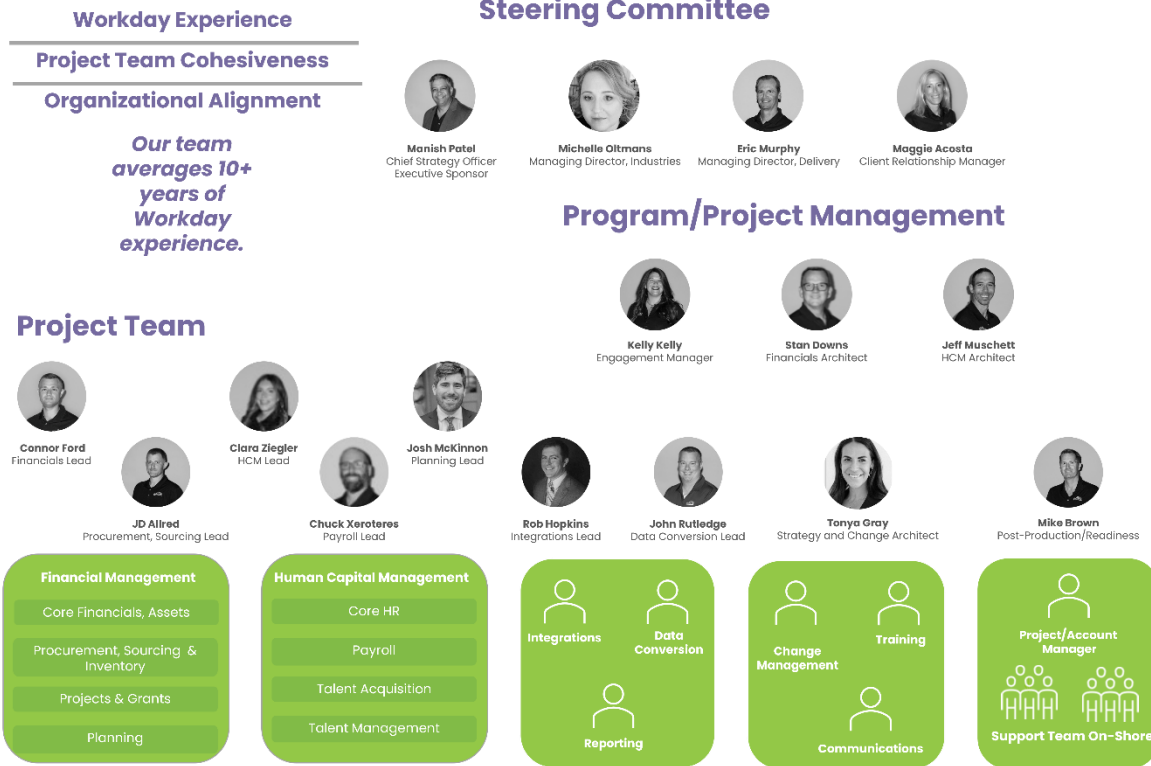 Workday Experience
Project Team Cohesiveness
Organizational Alignment
Our team
averages 10+
years of
Workday
experience.
Steering Committee
Manish Patel
Chief Strategy Officer
Executive Sponsor
Michelle Oltmans
Managing Director, Industries
Eric Murphy
Managing Director, Delivery
Maggie Acosta
Client Relationship Manager
Program/Project Management
Kelly Kelly
Engagement Manager
Stan Downs
Financials Architect
Jeff Muschett
HCM Architect
Project Team
Connor Ford
Financials Lead
JD Allred
Procurement, Sourcing Lead
Clara Ziegler
HCM Lead
Chuck Xeroteres
Payroll Lead
Josh McKinnon
Planning Lead
Rob Hopkins
Integrations Lead
John Rutledge
Data Conversion Lead
Tonya Gray
Strategy and Change Architect
Mike Brown
Post-Production/Readiness
Financial Management
Core Financials, Assets
Procurement, Sourcing &
Inventory
Projects & Grants
Planning
Human Capital Management
Core HR
Payroll
Talent Acquisition
Talent Management
Integrations
Data
Conversion
Reporting
Change
Management
Training
Communications
Project/Account
Manager
Support Team On-Shore